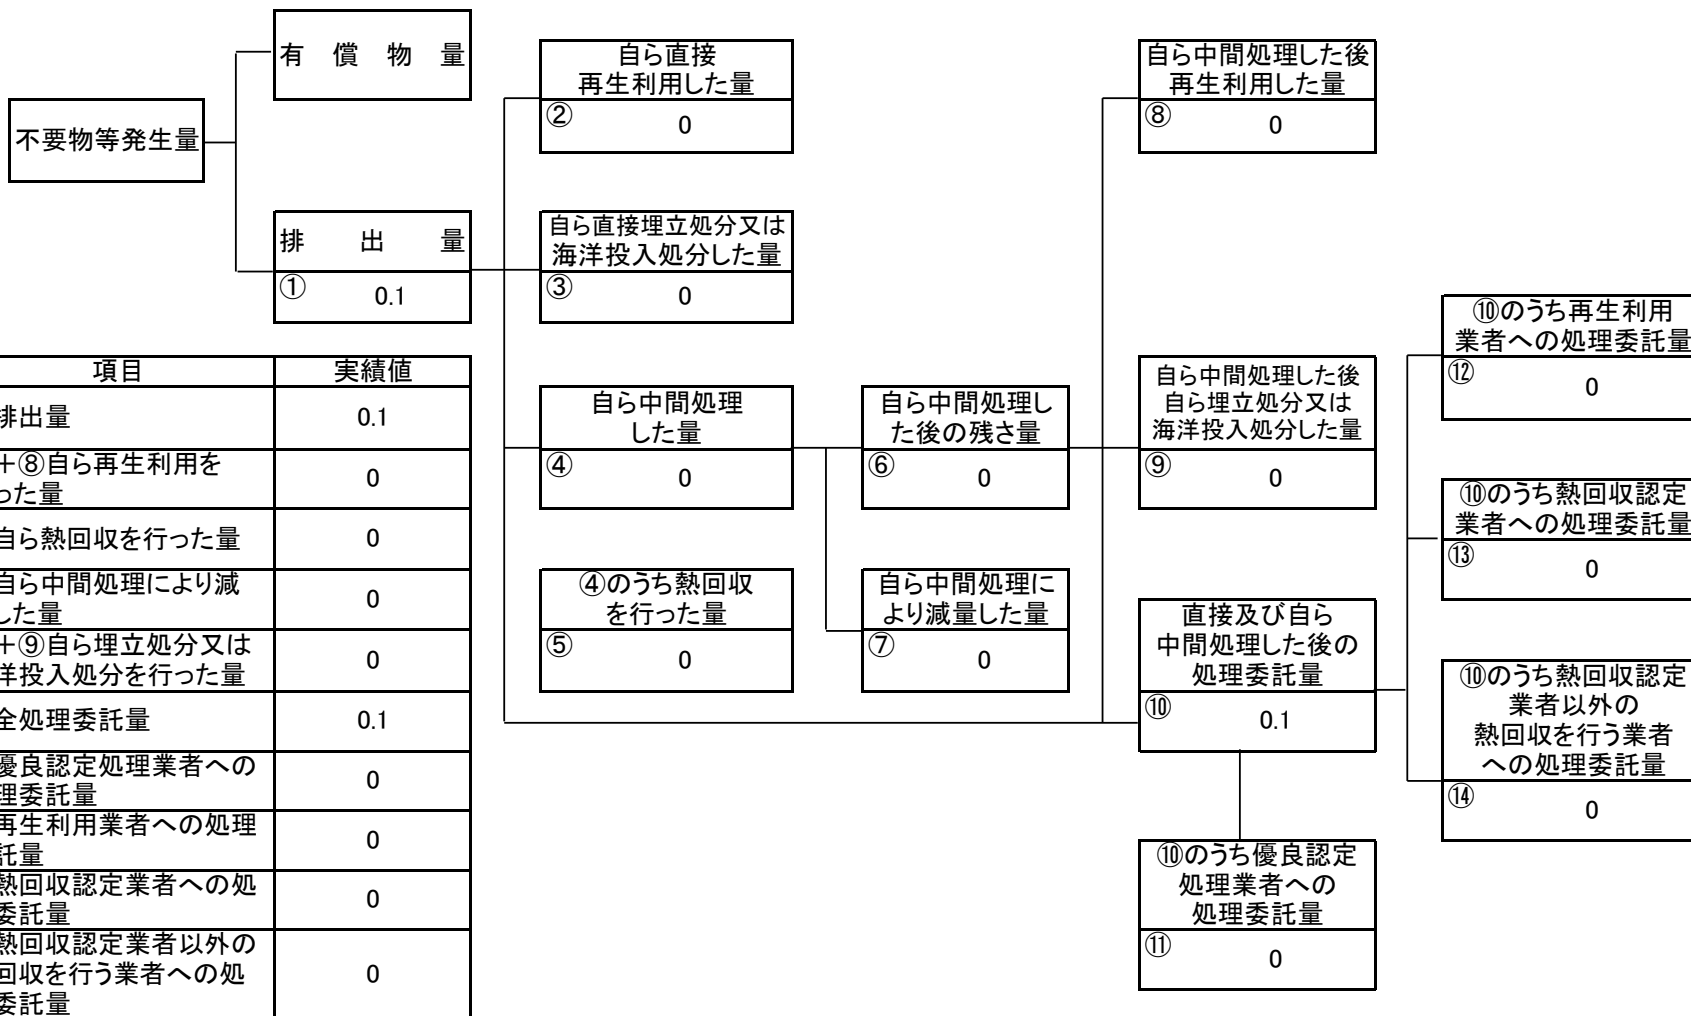 有償物量
不要物等発生量
排出量
① 0.1
自ら直接
再生利用した量
② 0
自ら直接埋立処分又は
海洋投入処分した量
③ 0
自ら中間処理
した量
④ 0
④のうち熱回収
を行った量
⑤ 0
自ら中間処理し
た後の残さ量
⑥ 0
自ら中間処理に
より減量した量
⑦ 0
自ら中間処理した後
再生利用した量
⑧ 0
自ら中間処理した後
自ら埋立処分又は
海洋投入処分した量
⑨ 0
直接及び自ら
中間処理した後の
処理委託量
⑩ 0.1
⑩のうち優良認定
処理業者への
処理委託量
⑪ 0
⑩のうち再生利用
業者への処理委託量
⑫ 0
⑩のうち熱回収認定
業者への処理委託量
⑬ 0
⑩のうち熱回収認定
業者以外の
熱回収を行う業者
への処理委託量
⑭ 0
項目 実績値
排出量 0.1
+⑧自ら再生利用を
った量 0
自ら熱回収を行った量 0
自ら中間処理により減
した量 0
+⑨自ら埋立処分又は
洋投入処分を行った量 0
全処理委託量 0.1
優良認定処理業者への
理委託量 0
再生利用業者への処理
託量 0
熱回収認定業者への処
委託量 0
熱回収認定業者以外の
回収を行う業者への処
委託量 0